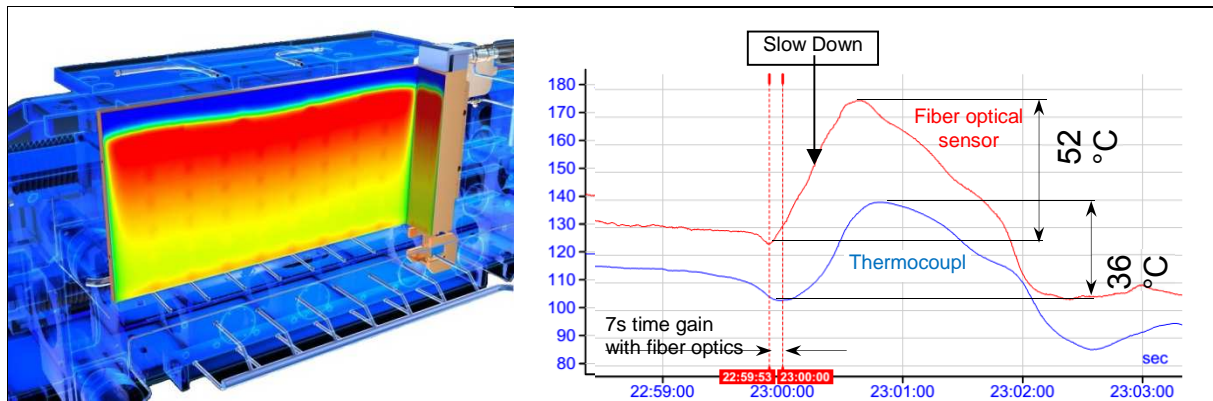 Slow Down
180
170
160
150
140
130
120
110
100
90
80
Fiber optical
sensor
52
°C
Thermocoupl
36
°C
7s time gain
with fiber optics
sec
22:59:53
23:00:00
22:59:00
23:00:00
23:01:00
23:02:00
23:03:00